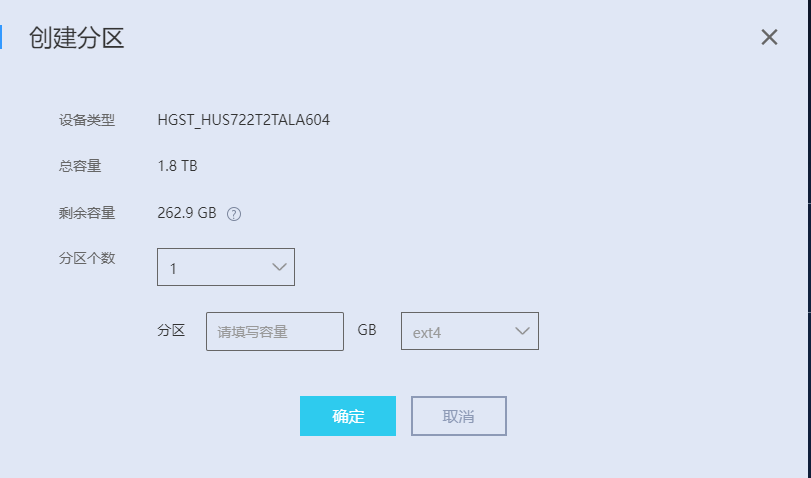 创建分区
设备类型 HGST_HUS722T2TALA604
总容量 1.8 TB
剩余容量 262.9 GB ?
分区个数 1
分区 请填写容量 GB ext4
确定 取消